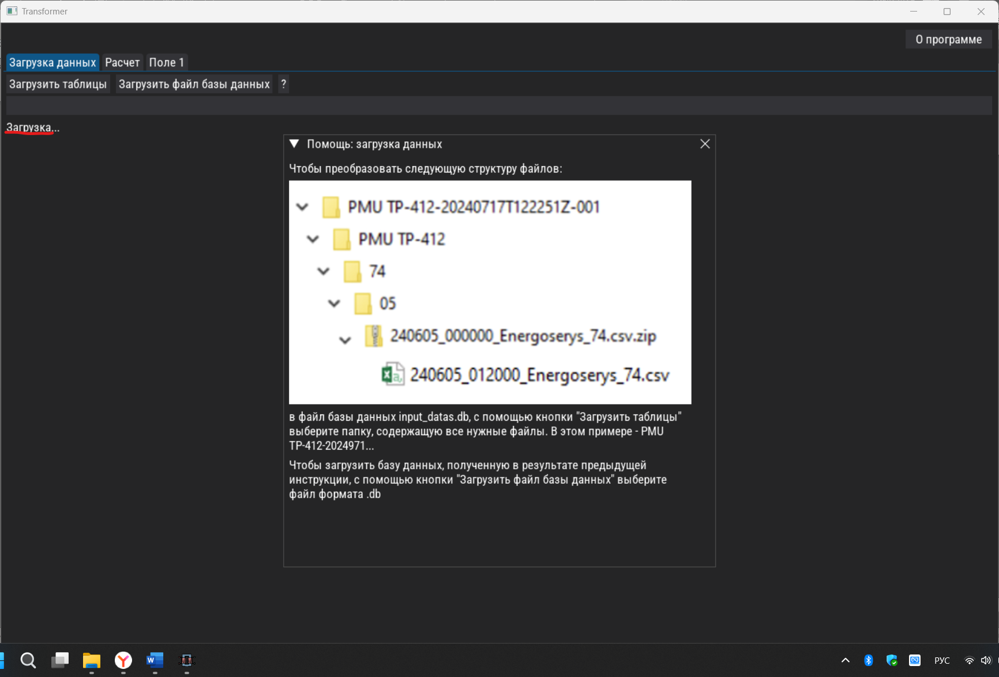 Transformer
О программе
Загрузка данных Расчет Поле 1
Загрузить таблицы Загрузить файл базы данных ?
Загрузка...
Помощь: загрузка данных
Чтобы преобразовать следующую структуру файлов:
PMU TP-412-20240717T122251Z-001
PMU TP-412
74
05
240605_000000_Energoserys_74.csv.zip
240605_012000_Energoserys_74.csv
в файл базы данных input_datas.db, с помощью кнопки "Загрузить таблицы"
выберите папку, содержащую все нужные файлы. В этом примере - PMU
TP-412-2024971...
Чтобы загрузить базу данных, полученную в результате предыдущей
инструкции, с помощью кнопки "Загрузить файл базы данных" выберите
файл формата .db
РУС